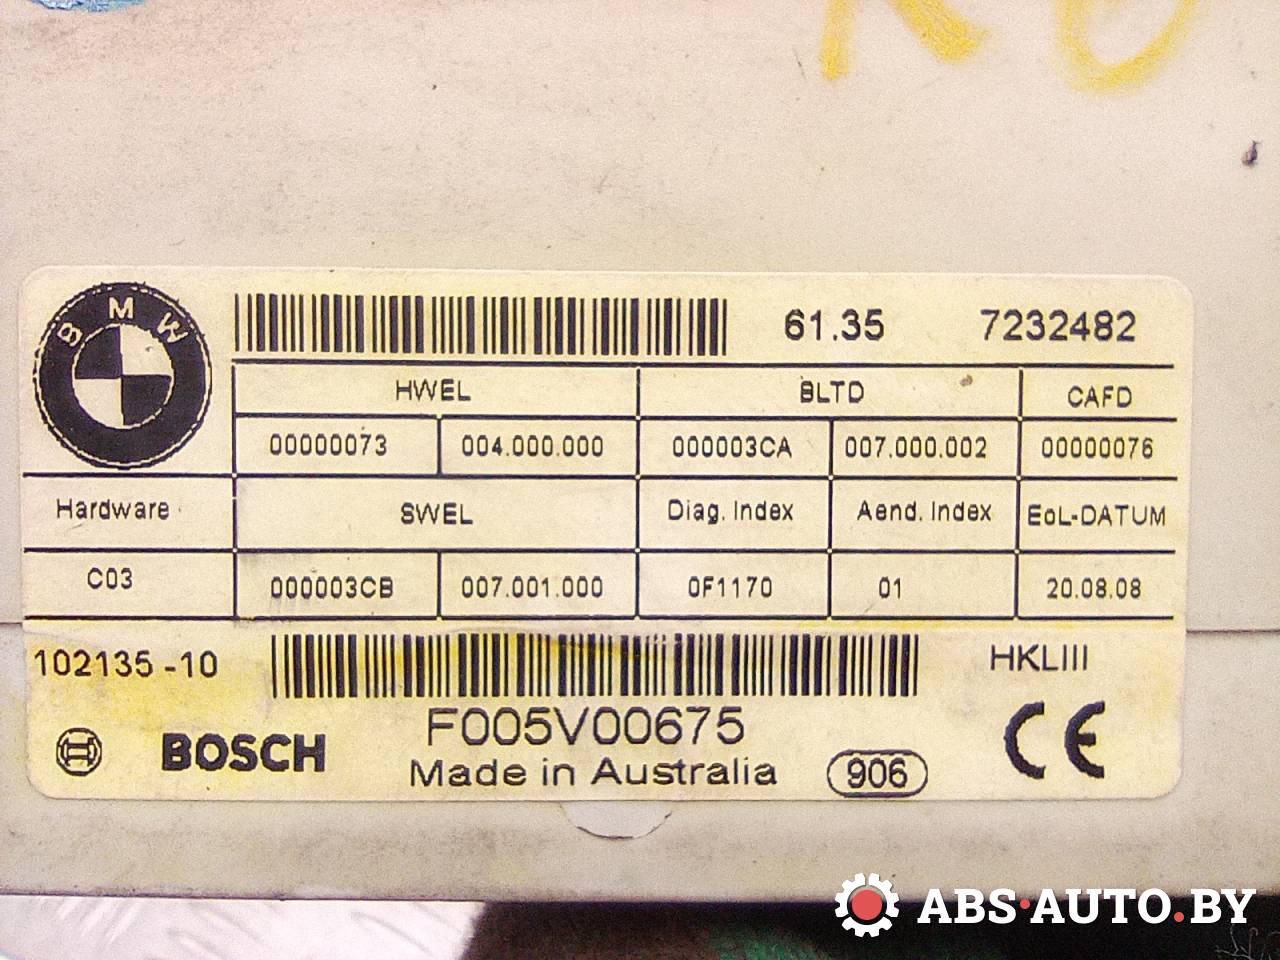 BMW
61.35 7232482
HWEL BLTD CAFD
00000073 004.000.000 000003CA 007.000.002 00000076
Hardware SWEL Diag. Index Aend. Index EoL-DATUM
C03 000003CB 007.001.000 0F1170 01 20.08.08
102135-10 HKLIII
F005V00675
BOSCH Made in Australia 906 CE
ABS·AUTO.BY